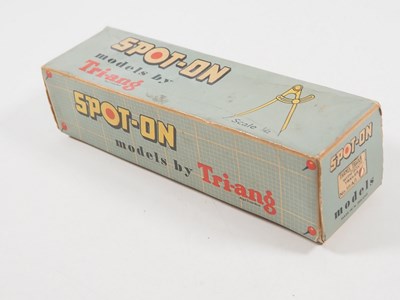 SPOT-ON
models by
Tri-ang
Scale
SPOT-ON
models by Tri-ang
SPOT-ON
models